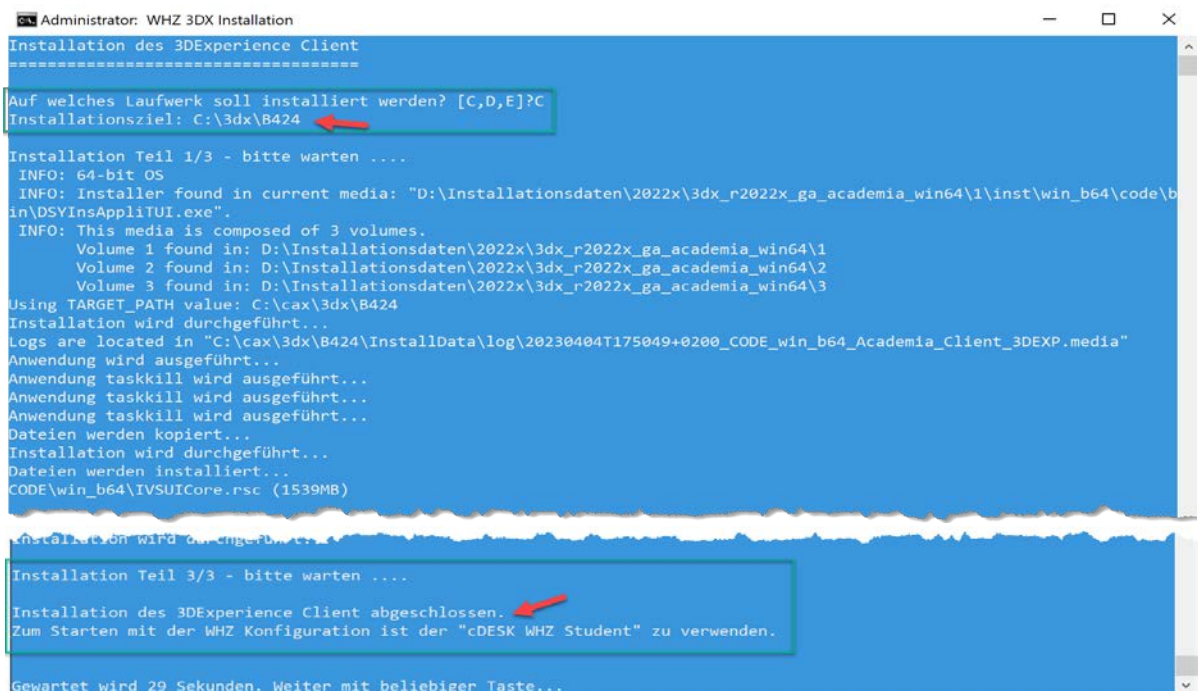 Administrator: WHZ 3DX Installation
Installation des 3DExperience Client
====================================
Auf welches Laufwerk soll installiert werden? [C,D,E]?C
Installationsziel: C:\3dx\B424
Installation Teil 1/3 - bitte warten ....
INFO: 64-bit OS
INFO: Installer found in current media: "D:\Installationsdaten\2022x\3dx_r2022x_ga_academia_win64\1\inst\win_b64\code\b
in\DSYInsAppliTUI.exe".
INFO: This media is composed of 3 volumes.
Volume 1 found in: D:\Installationsdaten\2022x\3dx_r2022x_ga_academia_win64\1
Volume 2 found in: D:\Installationsdaten\2022x\3dx_r2022x_ga_academia_win64\2
Volume 3 found in: D:\Installationsdaten\2022x\3dx_r2022x_ga_academia_win64\3
Using TARGET_PATH value: C:\cax\3dx\B424
Installation wird durchgeführt...
Logs are located in "C:\cax\3dx\B424\InstallData\log\20230404T175049+0200_CODE_win_b64_Academia_Client_3DEXP.media"
Anwendung wird ausgeführt...
Anwendung taskkill wird ausgeführt...
Anwendung taskkill wird ausgeführt...
Anwendung taskkill wird ausgeführt...
Dateien werden kopiert...
Installation wird durchgeführt...
Dateien werden installiert...
CODE\win_b64\IVSUICore.rsc (1539MB)
Installation wird
Installation Teil 3/3 - bitte warten ....
Installation des 3DExperience Client abgeschlossen.
Zum Starten mit der WHZ Konfiguration ist der "cDESK WHZ Student" zu verwenden.
Gewartet wird 29 Sekunden. Weiter mit beliebiger Taste...